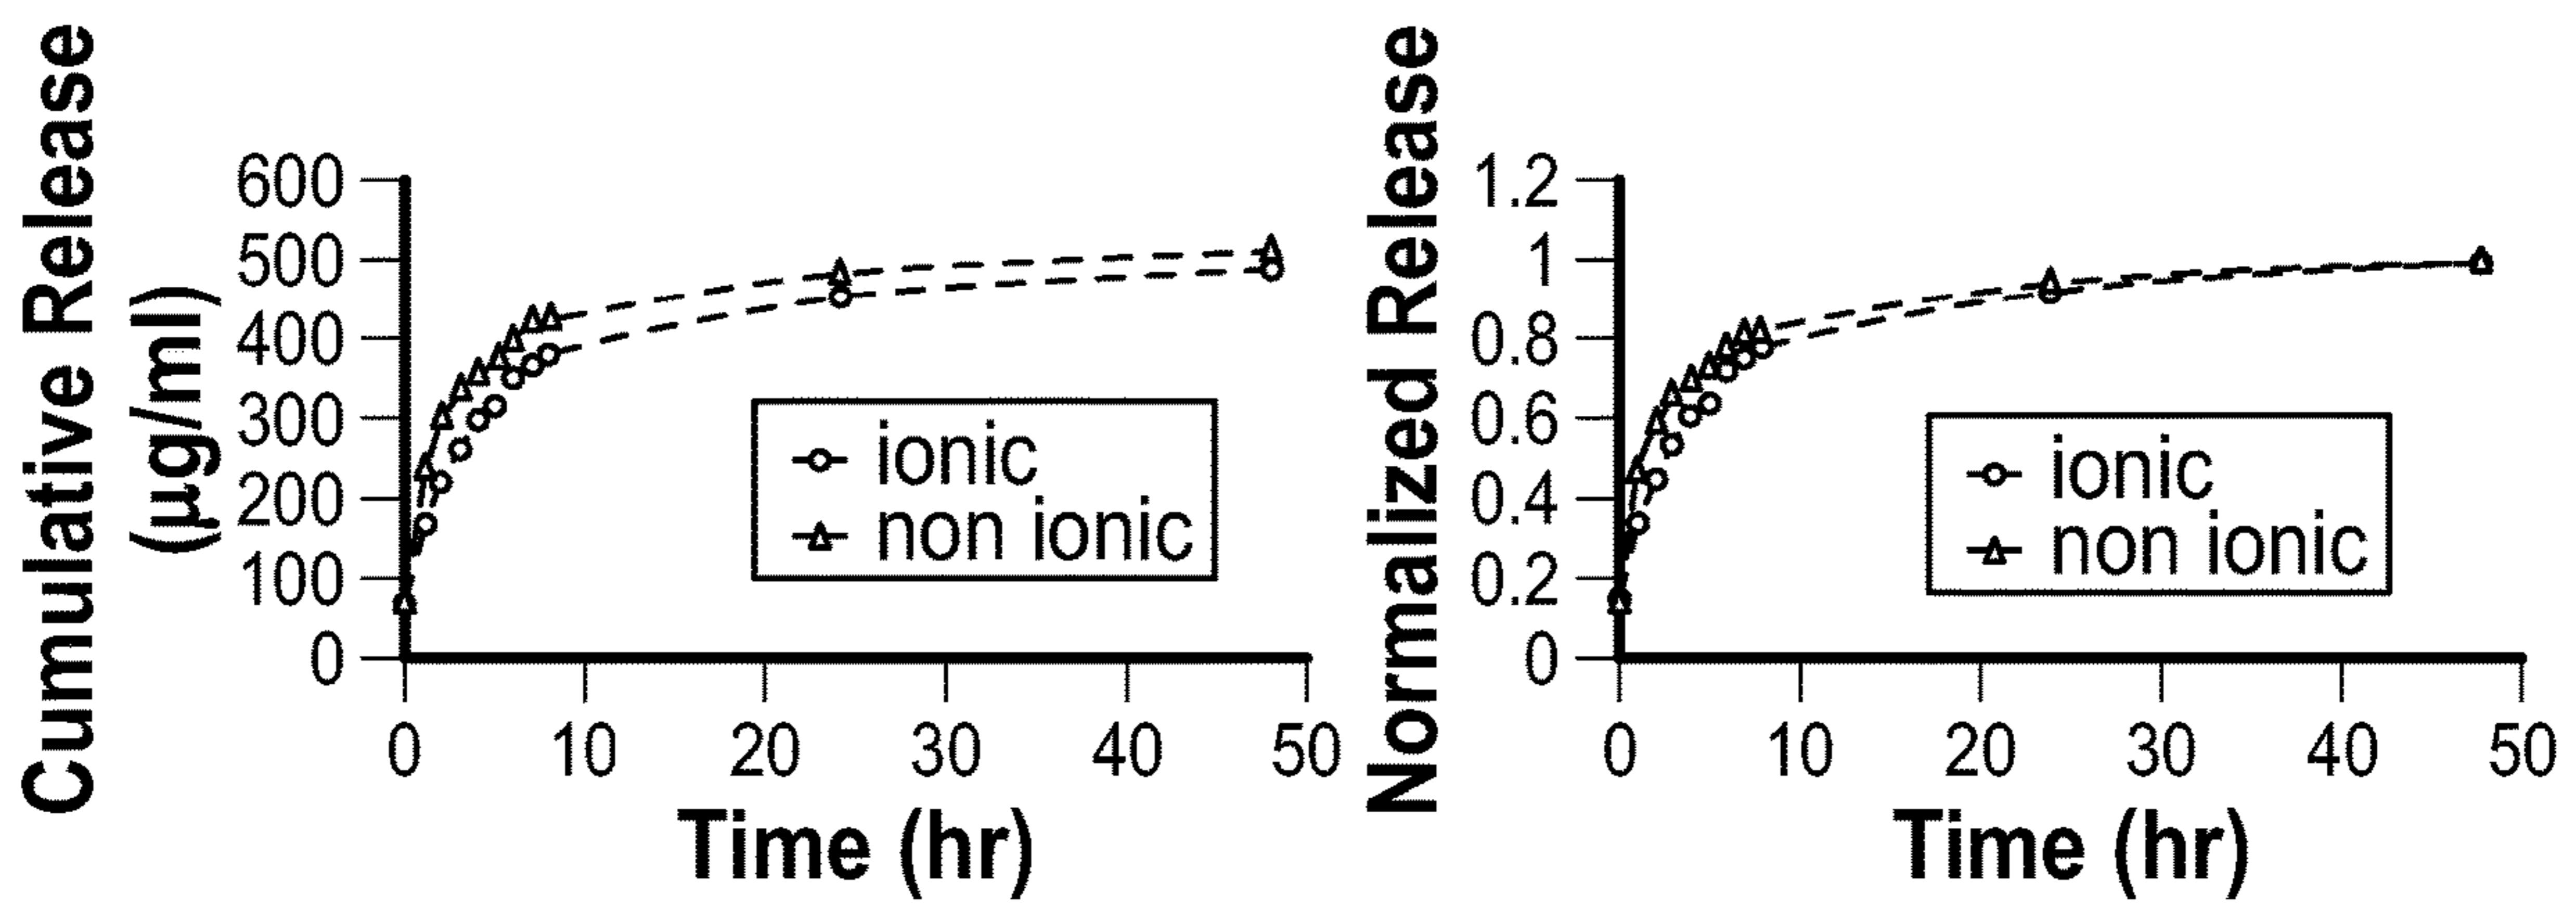 Cumulative Release
(µg/ml)
600
500
400
300
200
100
0
0 10 20 30 40 50
Time (hr)
ionic
non ionic
Normalized Release
1.2
1
0.8
0.6
0.4
0.2
0
0 10 20 30 40 50
Time (hr)
ionic
non ionic